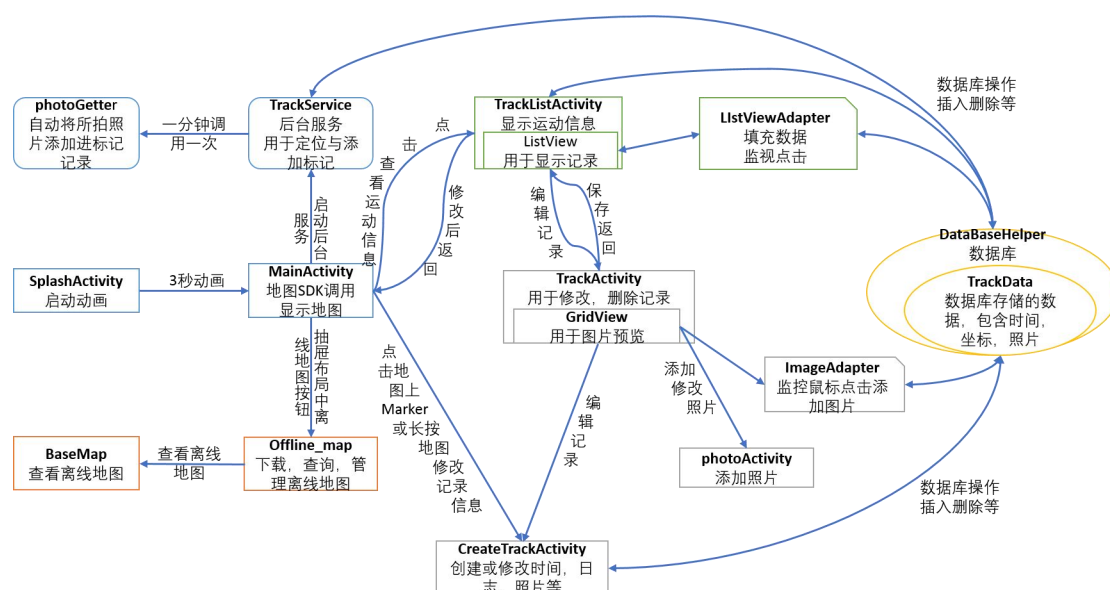 photoGetter
自动将所拍照
片添加进标记
记录
一分钟调
用一次
TrackService
后台服务
用于定位与添
加标记
TrackListActivity
显示运动信息
ListView
用于显示记录
LIstViewAdapter
填充数据
监视点击
数据库操作
插入删除等
启动后台
服务
点击查看运动信息
修改后返回
编辑记录
保存返回
SplashActivity
启动动画
3秒动画
MainActivity
地图SDK调用
显示地图
TrackActivity
用于修改，删除记录
GridView
用于图片预览
DataBaseHelper
数据库
TrackData
数据库存储的数
据，包含时间，
坐标，照片
抽屉布局中离
线地图按钮
点
击地
图上
Marker
或长按
地图
修改
记录
信息
编辑记录
添加
修改
照片
ImageAdapter
监控鼠标点击添
加图片
photoActivity
添加照片
BaseMap
查看离线地图
查看离线
地图
Offline_map
下载，查询，管
理离线地图
数据库操作
插入删除等
CreateTrackActivity
创建或修改时间，日
志，照片等